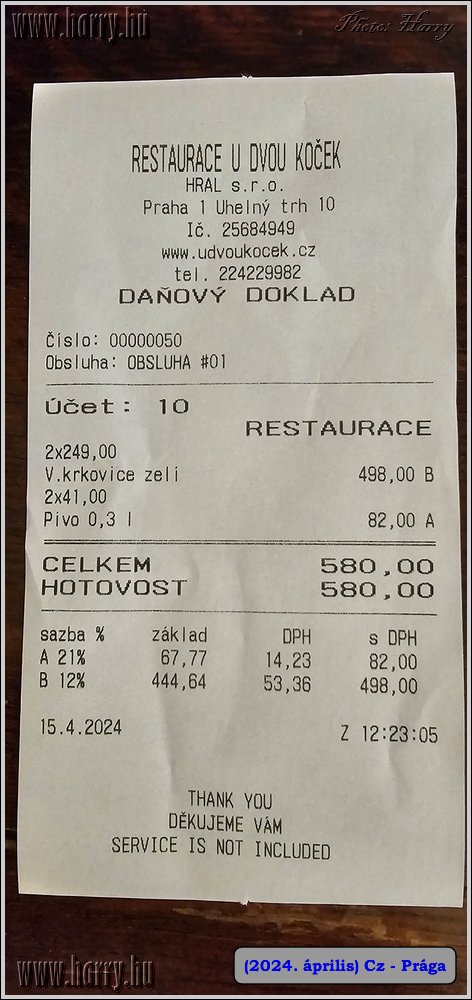 www.harry.hu
Photo: Harry
RESTAURACE U DVOU KOČEK
HRAL s.r.o.
Praha 1 Uhelný trh 10
Ič. 25684949
www.udvoukocek.cz
tel. 224229982
DAŇOVÝ DOKLAD
Číslo: 00000050
Obsluha: OBSLUHA #01
Účet: 10
RESTAURACE
2x249,00
V.krkovice zelí 498,00 B
2x41,00
Pivo 0,3 l 82,00 A
CELKEM 580,00
HOTOVOST 580,00
sazba % základ DPH s DPH
A 21% 67,77 14,23 82,00
B 12% 444,64 53,36 498,00
15.4.2024 Z 12:23:05
THANK YOU
DĚKUJEME VÁM
SERVICE IS NOT INCLUDED
www.harry.hu
(2024. április) Cz - Prága